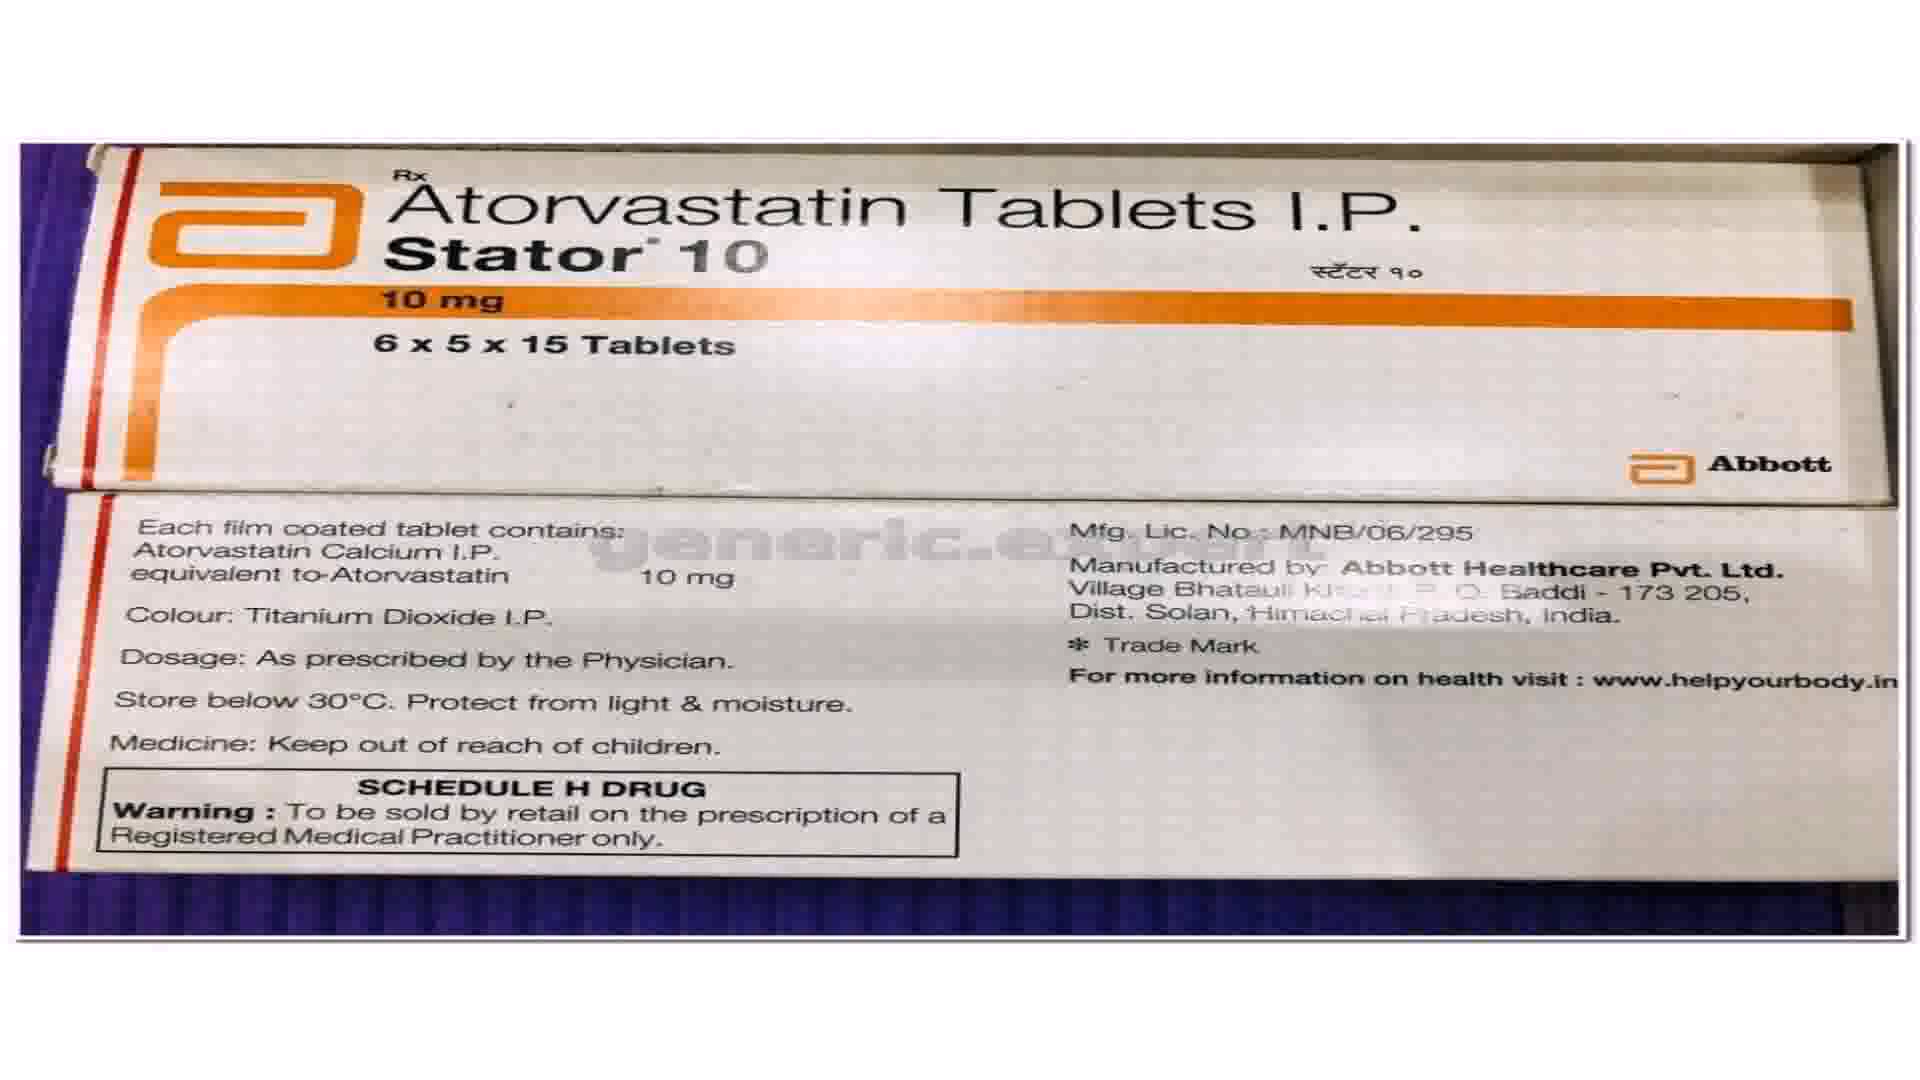 Rx
Atorvastatin Tablets I.P.
Stator* 10
स्टॅटर १०
10 mg
6 x 5 x 15 Tablets
Abbott
Each film coated tablet contains:
Atorvastatin Calcium I.P.
equivalent to Atorvastatin 10 mg
Colour: Titanium Dioxide I.P.
Dosage: As prescribed by the Physician.
Store below 30°C. Protect from light & moisture.
Medicine: Keep out of reach of children.
SCHEDULE H DRUG
Warning : To be sold by retail on the prescription of a
Registered Medical Practitioner only.
generic.
Mfg. Lic. No.: MNB/06/295
Manufactured by: Abbott Healthcare Pvt. Ltd.
Village Bhatauli P. O. Baddi - 173 205,
Dist. Solan, Himachal Pradesh, India.
* Trade Mark
For more information on health visit : www.helpyourbody.in